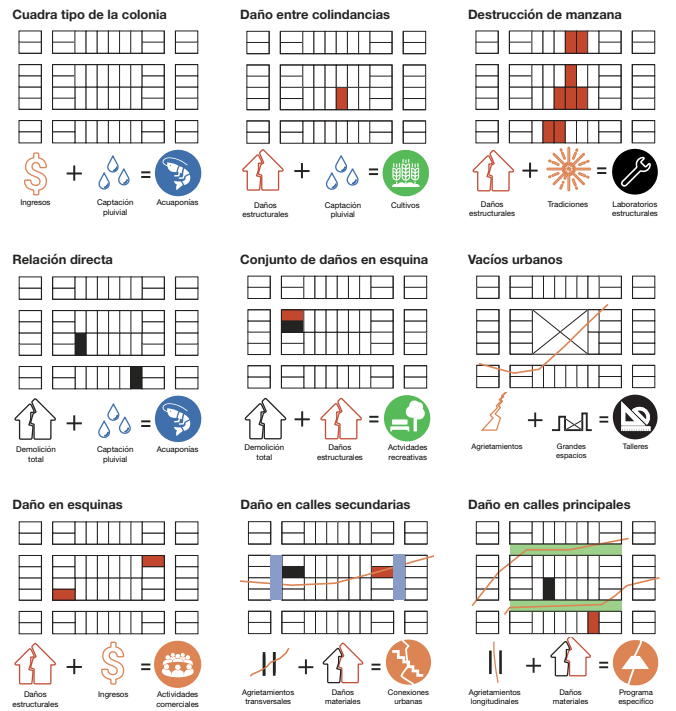 Cuadra tipo de la colonia
Daño entre colindancias
Destrucción de manzana
$
+
=
Ingresos
Captación
pluvial
Acuaponías
+
=
Daños
estructurales
Captación
pluvial
Cultivos
+
=
Daños
estructurales
Tradiciones
Laboratorios
estructurales
Relación directa
Conjunto de daños en esquina
Vacíos urbanos
+
=
Demolición
total
Captación
pluvial
Acuaponías
+
=
Demolición
total
Daños
estructurales
Actvidades
recreativas
+
=
Agrietamientos
Grandes
espacios
Talleres
Daño en esquinas
Daño en calles secundarias
Daño en calles principales
+
$
=
Daños
estructurales
Ingresos
Actividades
comerciales
+
=
Agrietamientos
transversales
Daños
materiales
Conexiones
urbanas
+
=
Agrietamientos
longitudinales
Daños
materiales
Programa
especifico